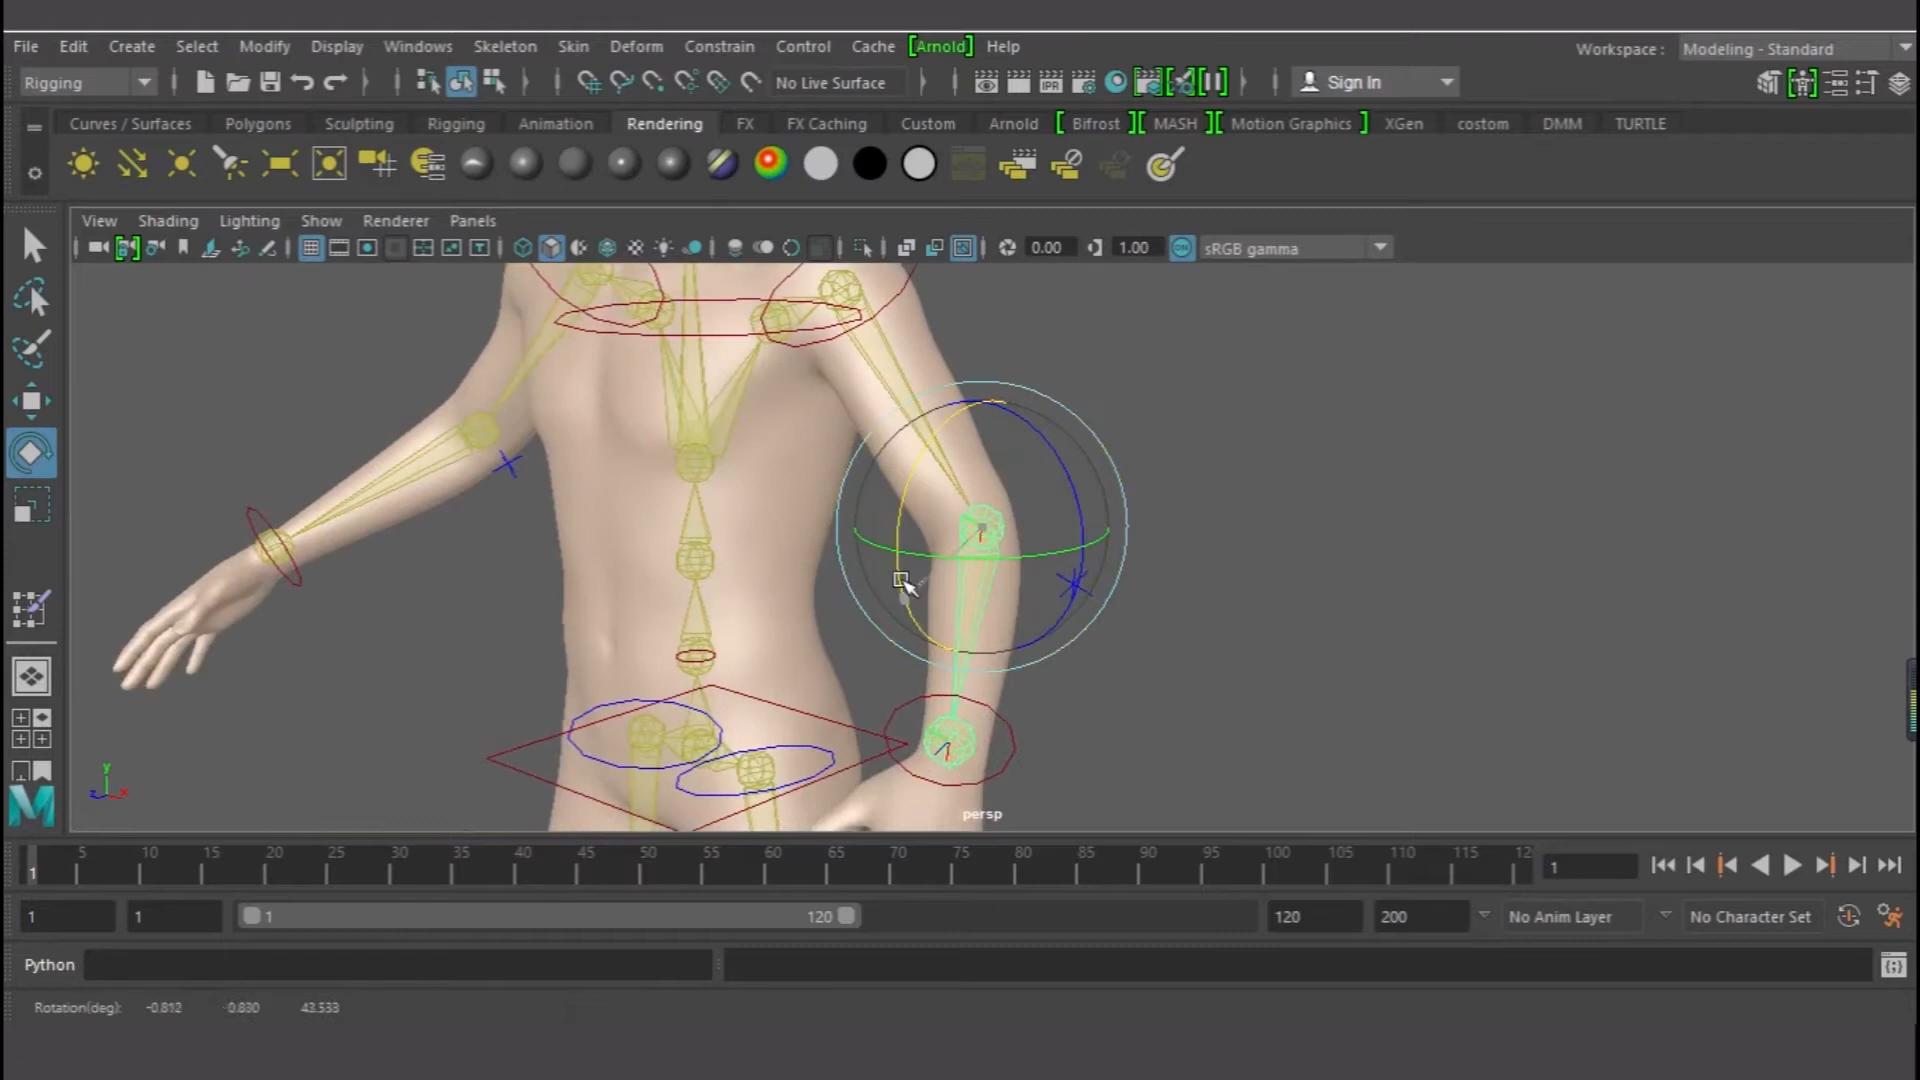 File Edit Create Select Modify Display Windows Skeleton Skin Deform Constrain Control Cache [Arnold] Help Workspace : Modeling - Standard
Rigging No Live Surface IPR Sign In
Curves / Surfaces Polygons Sculpting Rigging Animation Rendering FX FX Caching Custom Arnold [ Bifrost ][ MASH ][ Motion Graphics ] XGen costom DMM TURTLE
View Shading Lighting Show Renderer Panels
0.00 1.00 ON sRGB gamma
y
z x
persp
M
1 5 10 15 20 25 30 35 40 45 50 55 60 65 70 75 80 85 90 95 100 105 110 115 12 1
1 1 1 120 120 200 No Anim Layer No Character Set
Python
Rotation(deg): -0.812 -0.830 43.533